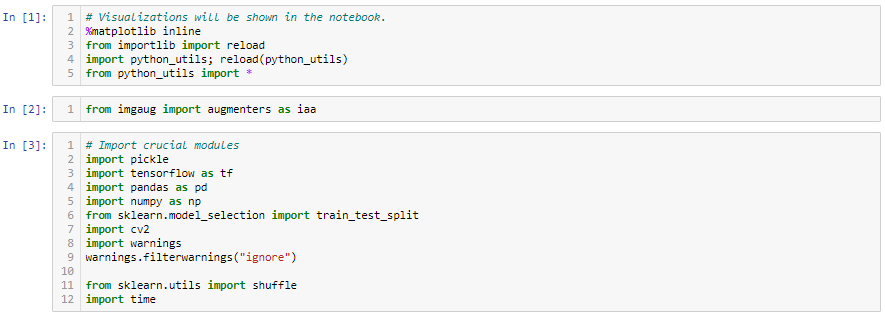 In [1]:
1 # Visualizations will be shown in the notebook.
2 %matplotlib inline
3 from importlib import reload
4 import python_utils; reload(python_utils)
5 from python_utils import *
In [2]:
1 from imgaug import augmenters as iaa
In [3]:
1 # Import crucial modules
2 import pickle
3 import tensorflow as tf
4 import pandas as pd
5 import numpy as np
6 from sklearn.model_selection import train_test_split
7 import cv2
8 import warnings
9 warnings.filterwarnings("ignore")
10
11 from sklearn.utils import shuffle
12 import time